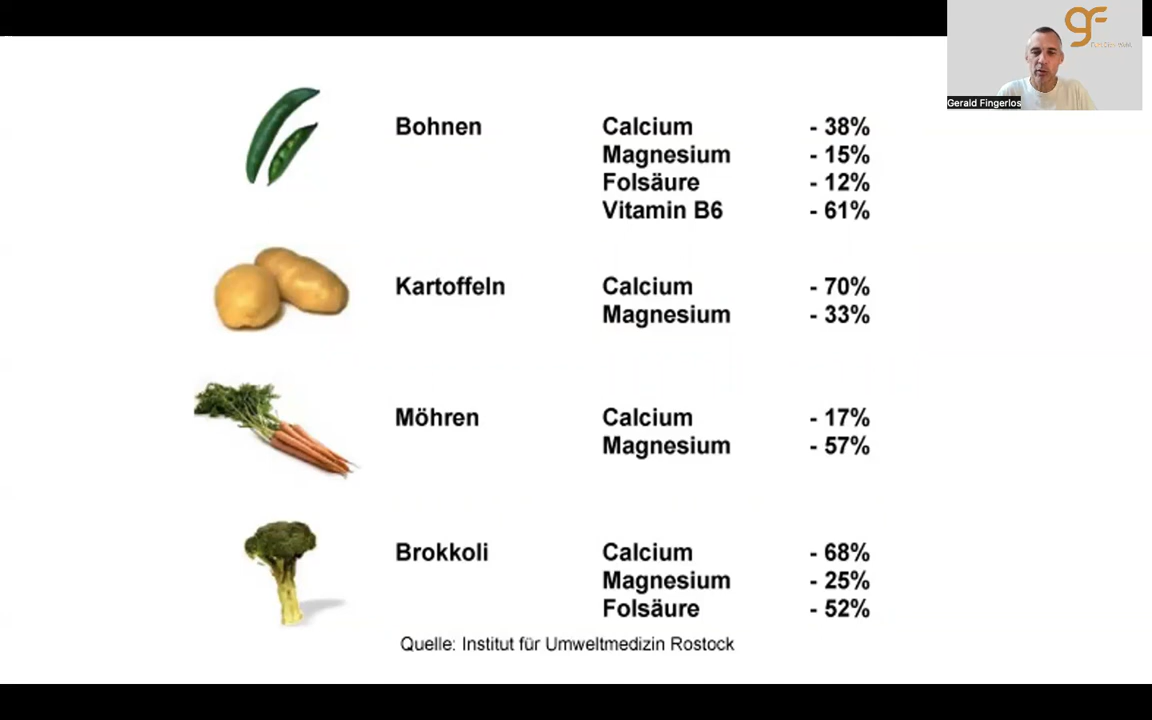 gF
Gerald Fingerlos
Bohnen Calcium - 38%
Magnesium - 15%
Folsäure - 12%
Vitamin B6 - 61%
Kartoffeln Calcium - 70%
Magnesium - 33%
Möhren Calcium - 17%
Magnesium - 57%
Brokkoli Calcium - 68%
Magnesium - 25%
Folsäure - 52%
Quelle: Institut für Umweltmedizin Rostock